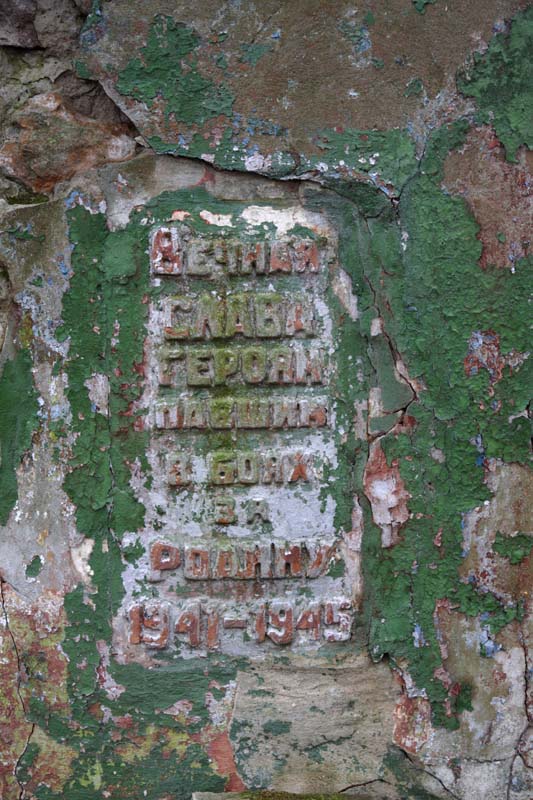 ВЕЧНАЯ
СЛАВА
ГЕРОЯМ
ПАВШИМ
В БОЯХ
ЗА
РОДИНУ
1941-1945